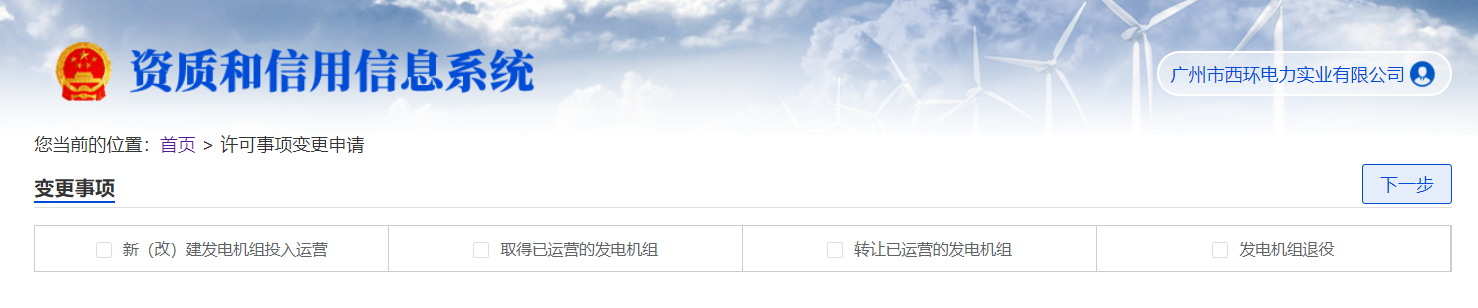 资质和信用信息系统
广州市西环电力实业有限公司
您当前的位置：首页 > 许可事项变更申请
变更事项
下一步
新（改）建发电机组投入运营 取得已运营的发电机组 转让已运营的发电机组 发电机组退役